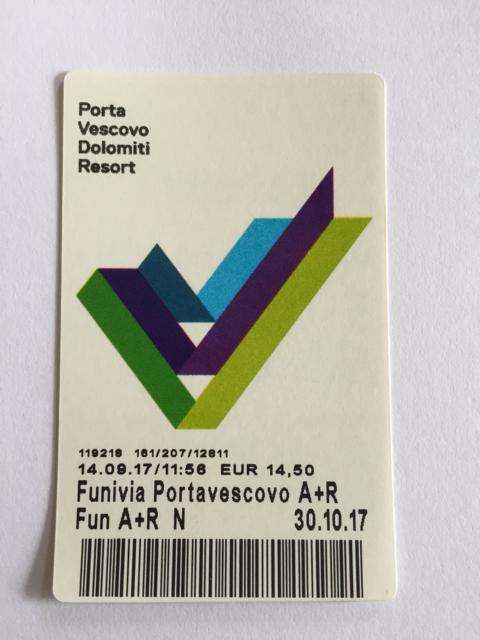 Porta
Vescovo
Dolomiti
Resort
119218 161/207/12811
14.09.17/11:56 EUR 14,50
Funivia Portavescovo A+R
Fun A+R N 30.10.17